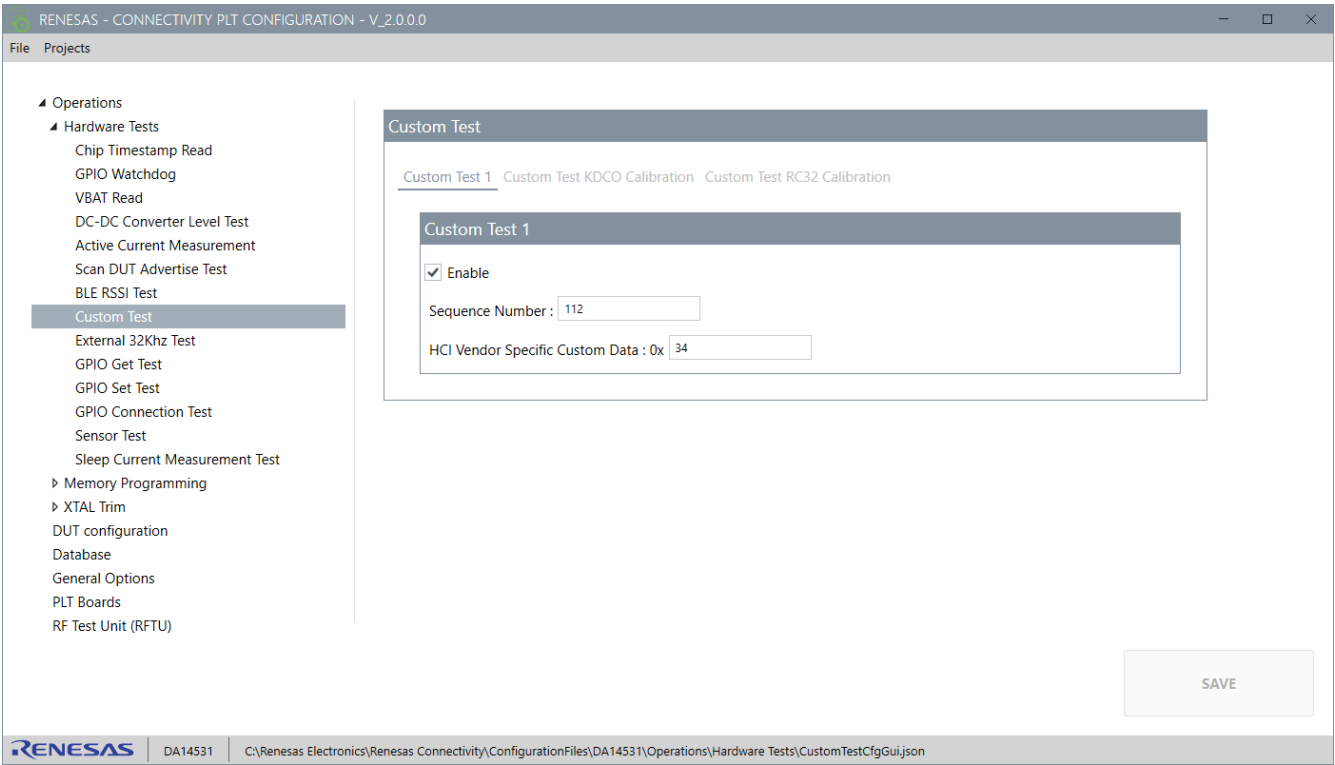 RENESAS - CONNECTIVITY PLT CONFIGURATION - V_2.0.0.0
File Projects
Operations
Hardware Tests
Chip Timestamp Read
GPIO Watchdog
VBAT Read
DC-DC Converter Level Test
Active Current Measurement
Scan DUT Advertise Test
BLE RSSI Test
Custom Test
External 32Khz Test
GPIO Get Test
GPIO Set Test
GPIO Connection Test
Sensor Test
Sleep Current Measurement Test
Memory Programming
XTAL Trim
DUT configuration
Database
General Options
PLT Boards
RF Test Unit (RFTU)
Custom Test
Custom Test 1 Custom Test KDCO Calibration Custom Test RC32 Calibration
Custom Test 1
Enable
Sequence Number : 112
HCI Vendor Specific Custom Data : 0x 34
SAVE
RENESAS DA14531 C:\Renesas Electronics\Renesas Connectivity\ConfigurationFiles\DA14531\Operations\Hardware Tests\CustomTestCfgGui.json